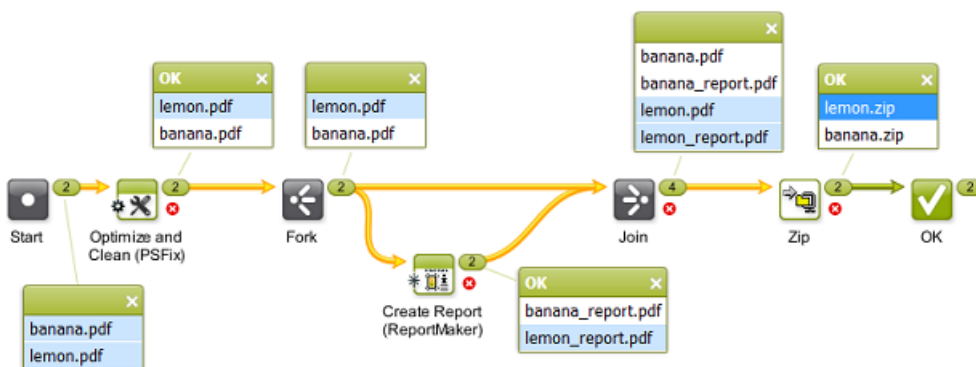 banana.pdf
banana_report.pdf
lemon.pdf
lemon_report.pdf
OK
lemon.pdf
banana.pdf
lemon.pdf
banana.pdf
OK
lemon.zip
banana.zip
2
2
2
4
2
2
Start
Optimize and
Clean (PSFix)
Fork
Join
Zip
OK
2
Create Report
(ReportMaker)
OK
banana_report.pdf
lemon_report.pdf
banana.pdf
lemon.pdf